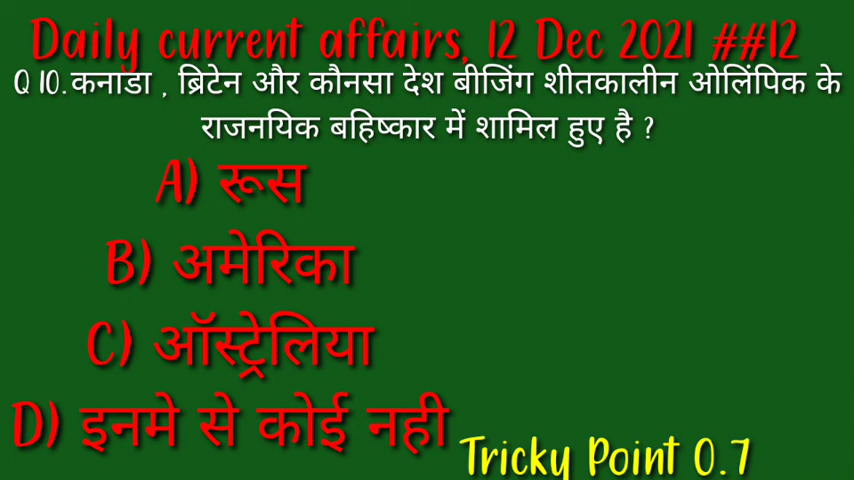 Daily current affairs, 12 Dec 2021 ##12
Q 10. कनाडा , ब्रिटेन और कौनसा देश बीजिंग शीतकालीन ओलिंपिक के
राजनयिक बहिष्कार में शामिल हुए है ?
A) रूस
B) अमेरिका
C) ऑस्ट्रेलिया
D) इनमे से कोई नही
Tricky Point 0.7